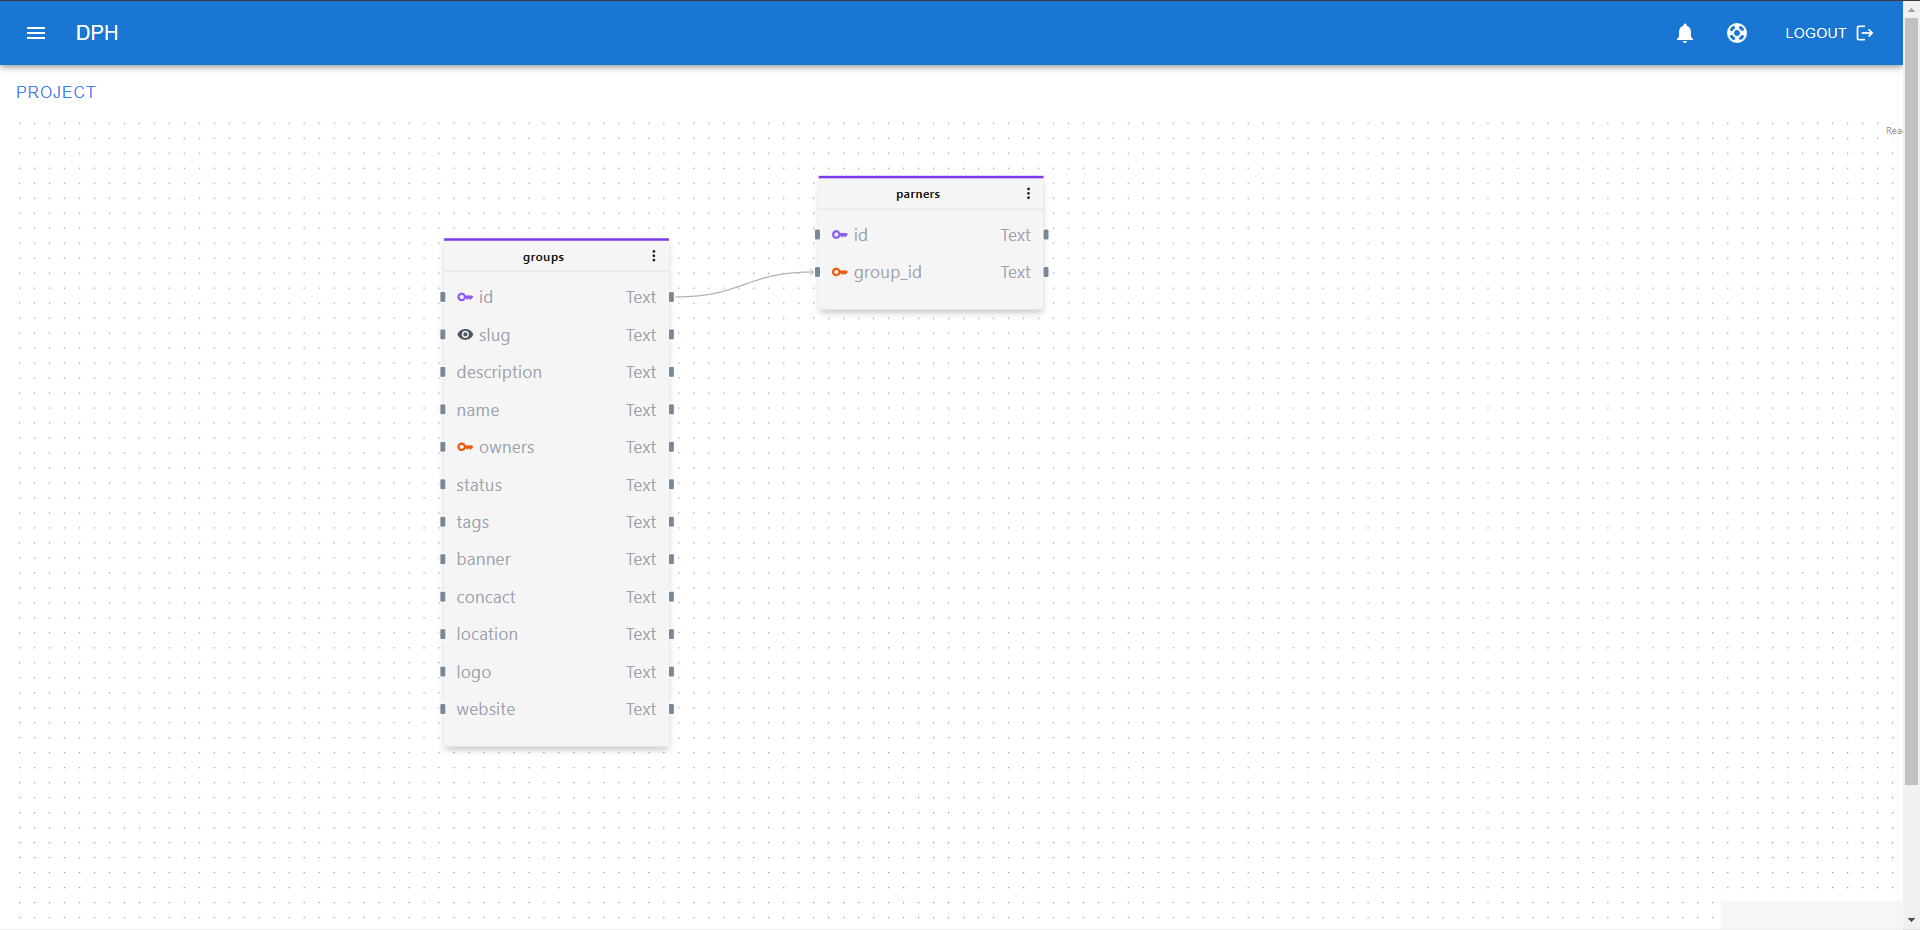 DPH
LOGOUT
PROJECT
parners
id Text
group_id Text
groups
id Text
slug Text
description Text
name Text
owners Text
status Text
tags Text
banner Text
concact Text
location Text
logo Text
website Text